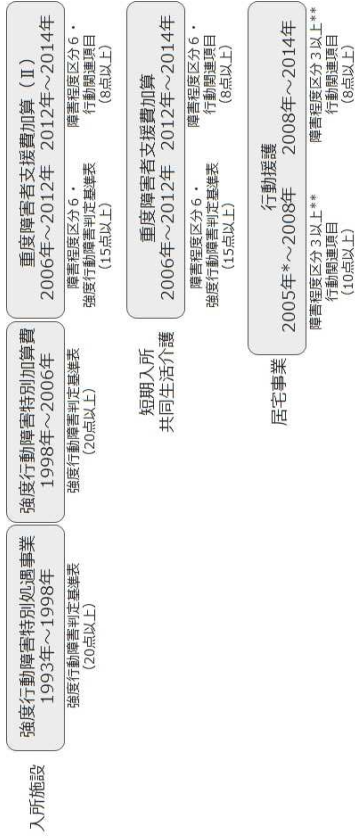 入所施設
強度行動障害特別処遇事業
1993年～1998年
強度行動障害判定基準表
（20点以上）
強度行動障害特別加算費
1998年～2006年
強度行動障害判定基準表
（20点以上）
重度障害者支援費加算（Ⅱ）
2006年～2012年　2012年～2014年
障害程度区分６・
強度行動障害判定基準表
（15点以上）
障害程度区分６・
行動関連項目
（8点以上）
短期入所
共同生活介護
重度障害者支援費加算
2006年～2012年　2012年～2014年
障害程度区分６・
強度行動障害判定基準表
（15点以上）
障害程度区分６・
行動関連項目
（8点以上）
居宅事業
行動援護
2005年*～2008年　2008年～2014年
障害程度区分３以上**
行動関連項目
（10点以上）
障害程度区分３以上**
行動関連項目
（8点以上）